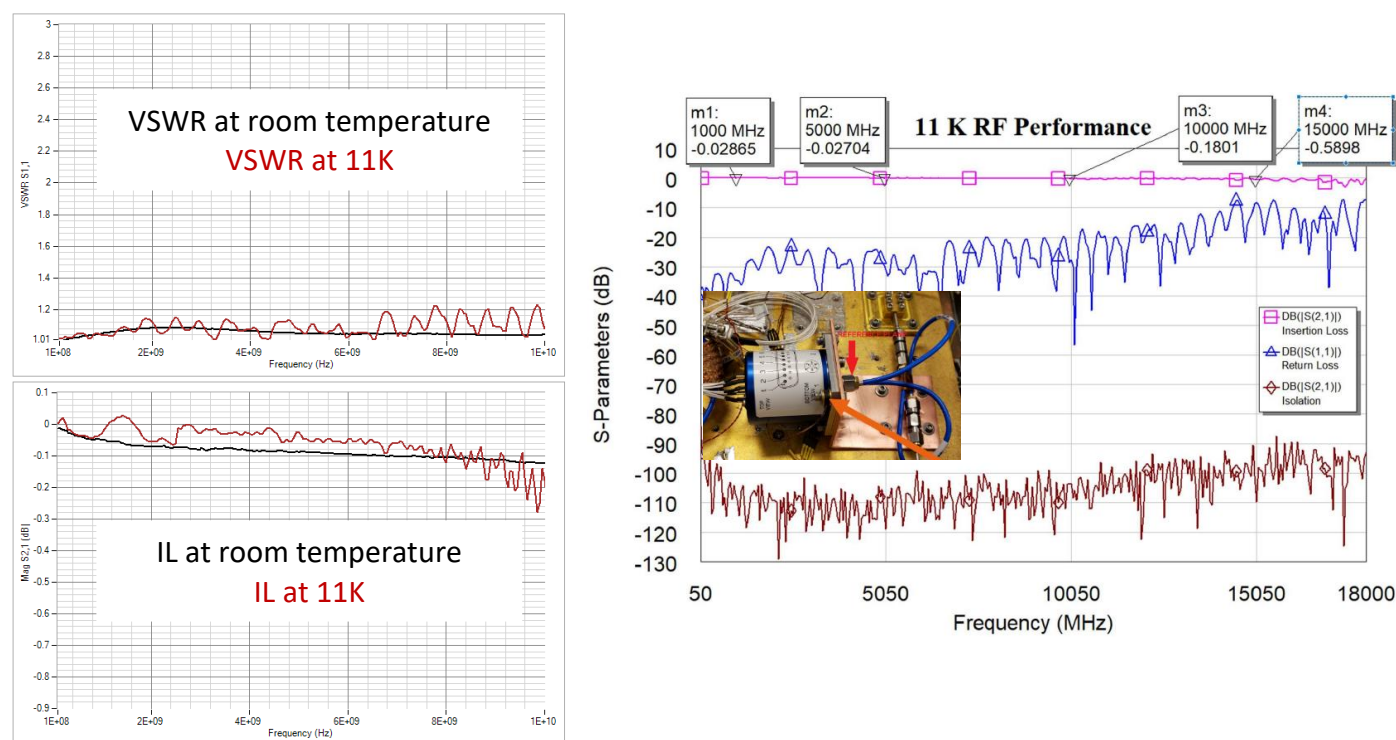 3
2.8
2.6
2.4
2.2
2
1.8
1.6
1.4
1.2
1.01
VSWR S1,1
VSWR at room temperature
VSWR at 11K
1E+08
2E+09
4E+09
6E+09
8E+09
1E+10
Frequency (Hz)
0.1
0
-0.1
-0.2
-0.3
-0.4
-0.5
-0.6
-0.7
-0.8
-0.9
Mag S2,1 [dB]
IL at room temperature
IL at 11K
1E+08
2E+09
4E+09
6E+09
8E+09
1E+10
Frequency (Hz)
m1:
1000 MHz
-0.02865
m2:
5000 MHz
-0.02704
11 K RF Performance
m3:
10000 MHz
-0.1801
m4:
15000 MHz
-0.5898
10
0
-10
-20
-30
-40
-50
-60
-70
-80
-90
-100
-110
-120
-130
S-Parameters (dB)
DB(|S(2,1)|)
Insertion Loss
DB(|S(1,1)|)
Return Loss
DB(|S(2,1)|)
Isolation
TOP
VIEW
BOTTOM
50
5050
10050
15050
18000
Frequency (MHz)